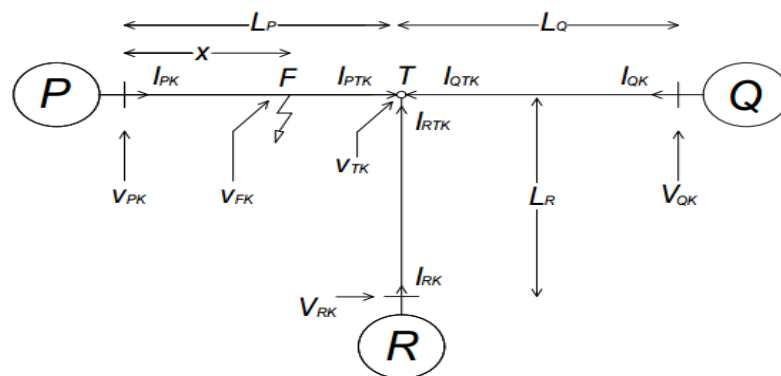 LP LQ
x
P IPK F IPTK T IQTK IQK Q
IRTK
vTK
vPK vFK LR VQK
IRK
VRK
R